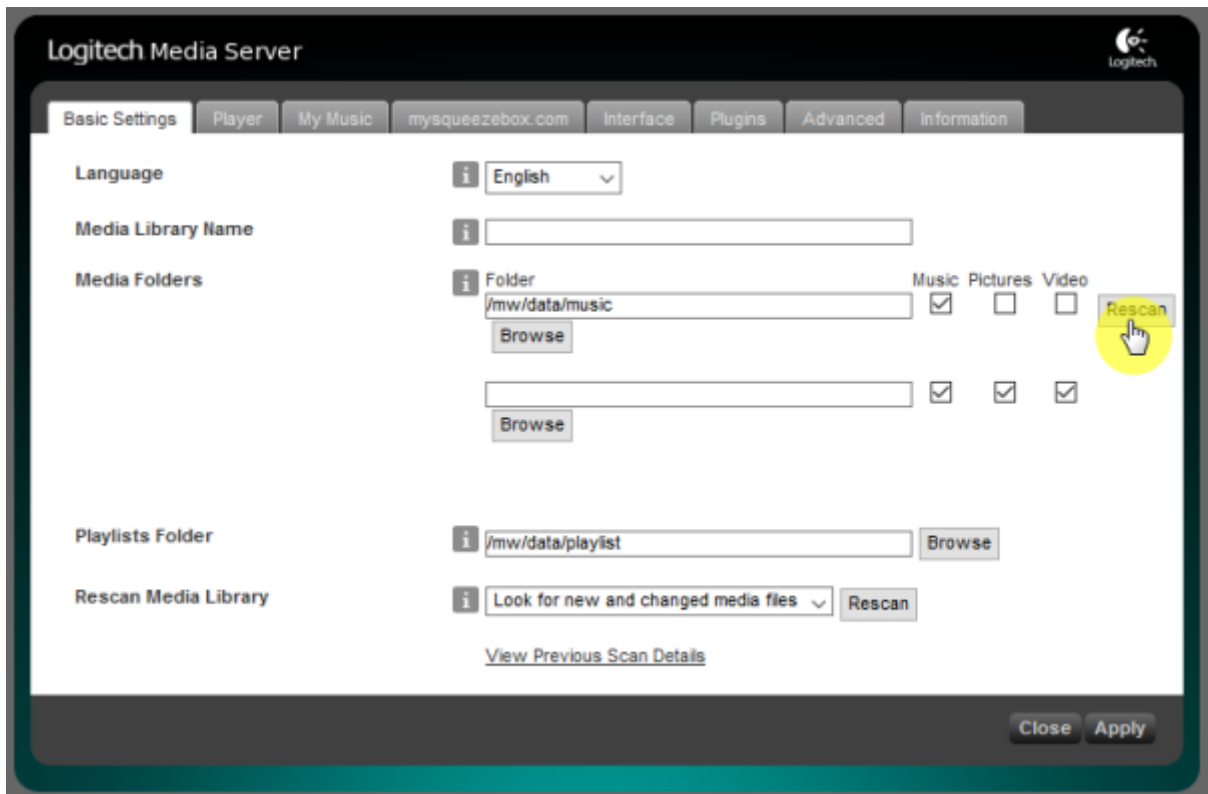 Logitech Media Server
Logitech
Basic Settings Player My Music mysqueezebox.com Interface Plugins Advanced Information
Language i English
Media Library Name i
Media Folders i Folder Music Pictures Video
/mw/data/music Rescan
Browse
Browse
Playlists Folder i /mw/data/playlist Browse
Rescan Media Library i Look for new and changed media files Rescan
View Previous Scan Details
Close Apply